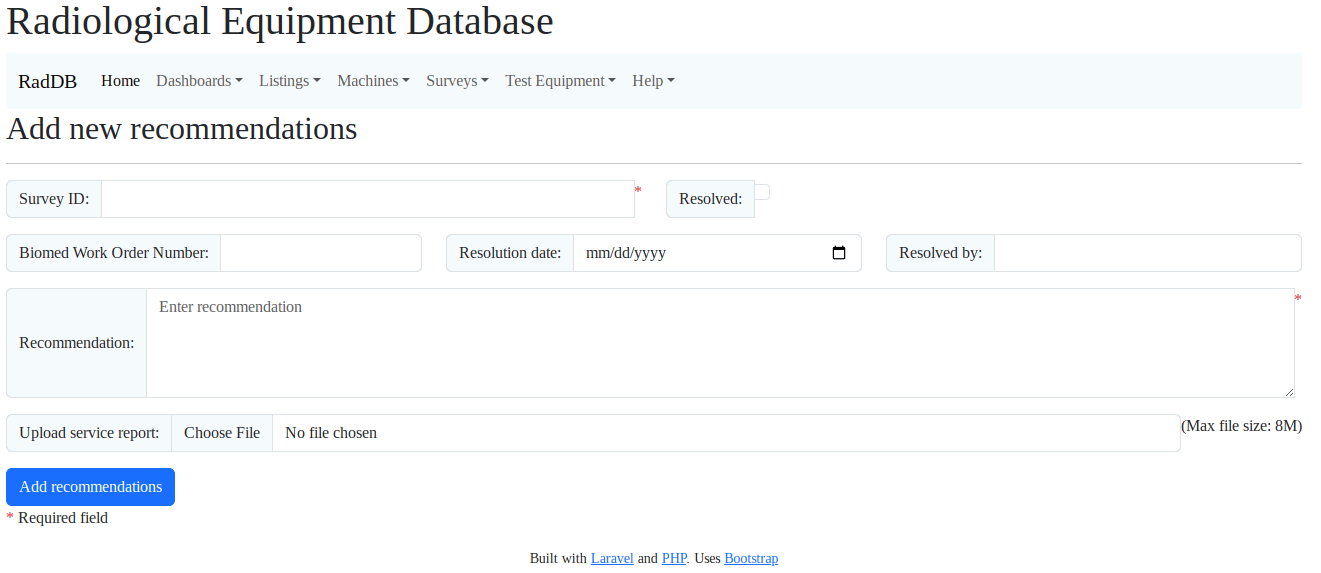 Radiological Equipment Database
RadDB Home Dashboards Listings Machines Surveys Test Equipment Help
Add new recommendations
Survey ID: * Resolved:
Biomed Work Order Number: Resolution date: mm/dd/yyyy Resolved by:
Recommendation: Enter recommendation *
Upload service report: Choose File No file chosen (Max file size: 8M)
Add recommendations
* Required field
Built with Laravel and PHP. Uses Bootstrap